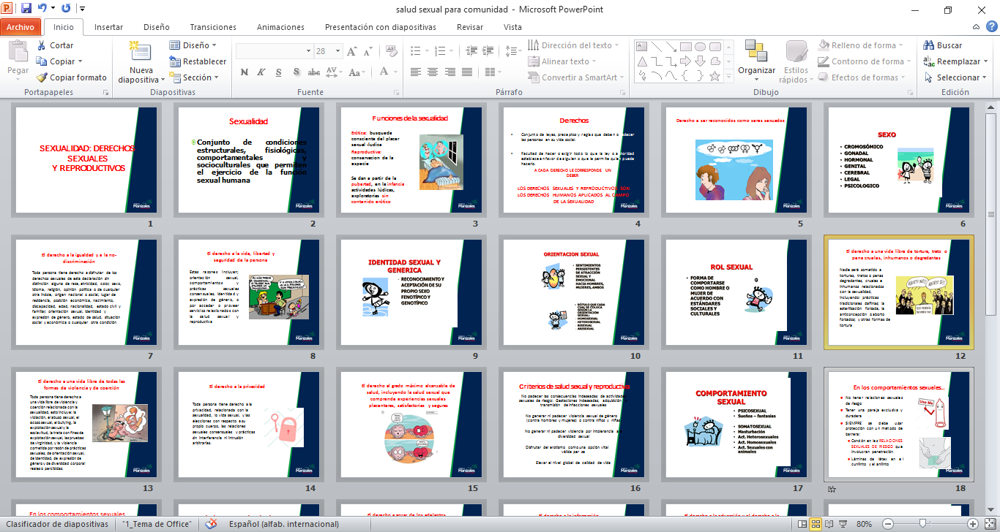 salud sexual para comunidad - Microsoft PowerPoint
Archivo Inicio Insertar Diseño Transiciones Animaciones Presentación con diapositivas Revisar Vista
Pegar
Cortar
Copiar
Copiar formato
Portapapeles
Nueva
diapositiva
Diseño
Restablecer
Sección
Diapositivas
28
N K S S abc AV Aa A
Fuente
Dirección del texto
Alinear texto
Convertir a SmartArt
Párrafo
Organizar
Estilos
rápidos
Relleno de forma
Contorno de forma
Efectos de formas
Dibujo
Buscar
Reemplazar
Seleccionar
Edición
SEXUALIDAD: DERECHOS
SEXUALES
Y REPRODUCTIVOS
Manizales
1
Sexualidad
Conjunto de condiciones
estructurales, fisiológicas,
comportamentales y
socioculturales que permiten
el ejercicio de la función
sexual humana
Manizales
2
Funciones de la sexualidad
Erótica: busqueda
consciente del placer
sexual -ludica
Reproductiva:
conservacion de la
especie
Se dan a partir de la
pubertad, en la infancia
actividades lúdicas,
exploratorias sin
contenido erótico
Manizales
3
Derechos
Conjunto de leyes, preceptos y reglas que deben obedecer
las personas en su vida social.
Facultad de hacer o exigir todo lo que la ley o autoridad
establece en favor de alguien o que le permite quien puede
hacerlo.
A CADA DERECHO LE CORRESPONDE UN
DEBER
LOS DERECHOS SEXUALES Y REPRODUCTIVOS SON
LOS DERECHOS HUMANOS APLICADOS AL CAMPO
DE LA SEXUALIDAD
Manizales
4
Derecho a ser reconocidos como seres sexuados
Manizales
5
SEXO
• CROMOSÓMICO
• GONADAL
• HORMONAL
• GENITAL
• CEREBRAL
• LEGAL
• PSICOLOGICO
Manizales
6
El derecho a la igualdad y a la no-
discriminación
Toda persona tiene derecho a disfrutar de los
derechos sexuales de esta declaración sin
distinción alguna de raza, etnicidad, color, sexo,
idioma, religión, opinión política o de cualquier
otra índole, origen nacional o social, lugar de
residencia, posición económica, nacimiento,
discapacidad, edad, nacionalidad, estado civil y
familiar, orientación sexual, identidad y
expresión de género, estado de salud, situación
social y económica o cualquier otra condición
Manizales
7
El derecho a la vida, libertad y
seguridad de la persona
Estas razones incluyen:
orientación sexual,
comportamientos y
prácticas sexuales
consensuales, identidad y
expresión de género, o
por acceder o proveer
servicios relacionados con
la salud sexual y
reproductiva
Manizales
8
IDENTIDAD SEXUAL Y
GENERICA
• RECONOCIMIENTO Y
ACEPTACIÓN DE SU
PROPIO SEXO
FENOTÍPICO Y
GENOTÍPICO
Manizales
9
ORIENTACION SEXUAL
• SENTIMIENTOS
PERSISTENTES
DE ATRACCIÓN
SEXUAL Y
EMOCIONAL
HACIA HOMBRES,
MUJERES, AMBOS
• RÓTULO QUE CADA
CUAL SE COLOCA
SEGÚN LA
ORIENTACIÓN
SEXUAL:
• HOMOSEXUAL
• HETEROSEXUAL
• BISEXUAL
• ASEXUAL
Manizales
10
ROL SEXUAL
• FORMA DE
COMPORTARSE
COMO HOMBRE O
MUJER DE
ACUERDO CON
ESTÁNDARES
SOCIALES Y
CULTURALES
Manizales
11
El derecho a una vida libre de tortura, trato o
pena crueles, inhumanos o degradantes
Nadie será sometido a
torturas, tratos o penas
degradantes, crueles e
inhumanos relacionados
con la sexualidad,
incluyendo: prácticas
tradicionales dañinas; la
esterilización forzada, la
anticoncepción o aborto
forzados; y otras formas de
tortura
Manizales
12
El derecho a una vida libre de todas las
formas de violencia y de coerción
Toda persona tiene derecho a
una vida libre de violencia y
coerción relacionada con la
sexualidad, esto incluye: la
violación, el abuso sexual, el
acoso sexual, el bullying, la
explotación sexual y la
esclavitud, la trata con fines de
explotación sexual, las pruebas
de virginidad, y la violencia
cometida por razón de prácticas
sexuales, de orientación sexual,
de identidad, de expresión de
género y de diversidad corporal
reales o percibidas.
Manizales
13
El derecho a la privacidad
Toda persona tiene derecho a la
privacidad, relacionada con la
sexualidad, la vida sexual, y las
elecciones con respecto a su
propio cuerpo, las relaciones
sexuales consensuales y prácticas
sin interferencia ni intrusión
arbitrarias.
Manizales
14
El derecho al grado máximo alcanzable de
salud, incluyendo la salud sexual que
comprende experiencias sexuales
placenteras, satisfactorias y seguras
Manizales
15
Criterios de salud sexual y reproductiva
No padecer las consecuencias indeseadas de actividades
sexuales de riesgo: Gestaciones indeseadas, adquisición o
transmisión de infecciones sexuales
No generar ni padecer violencia sexual de género
(contra hombres y mujeres) o contra niños y niñas
No generar ni padecer violencia por intolerancia a la
diversidad sexual
Disfrutar del erotismo como una opción vital
válida per se
Elevar el nivel global de calidad de vida
Manizales
16
COMPORTAMIENTO
SEXUAL
• PSICOSEXUAL
Sueños – fantasias
• SOMATOSEXUAL
Masturbación
Act. Heterosexuales
Act. Homosexuales
Act. Sexuales con
animales
Manizales
17
En los comportamientos sexuales...
No tener relaciones sexuales
de riesgo
Tener una pareja exclusiva y
duradera
SIEMPRE se debe usar
protección con un método de
barrera:
Condón en las RELACIONES
SEXUALES DE RIESGO que
involucran penetración
Láminas de látex en el
cunilinto y el anilinto
Use Me
Manizales
18
En los comportamientos sexuales
Clasificador de diapositivas "1_Tema de Office" Español (alfab. internacional) 80%